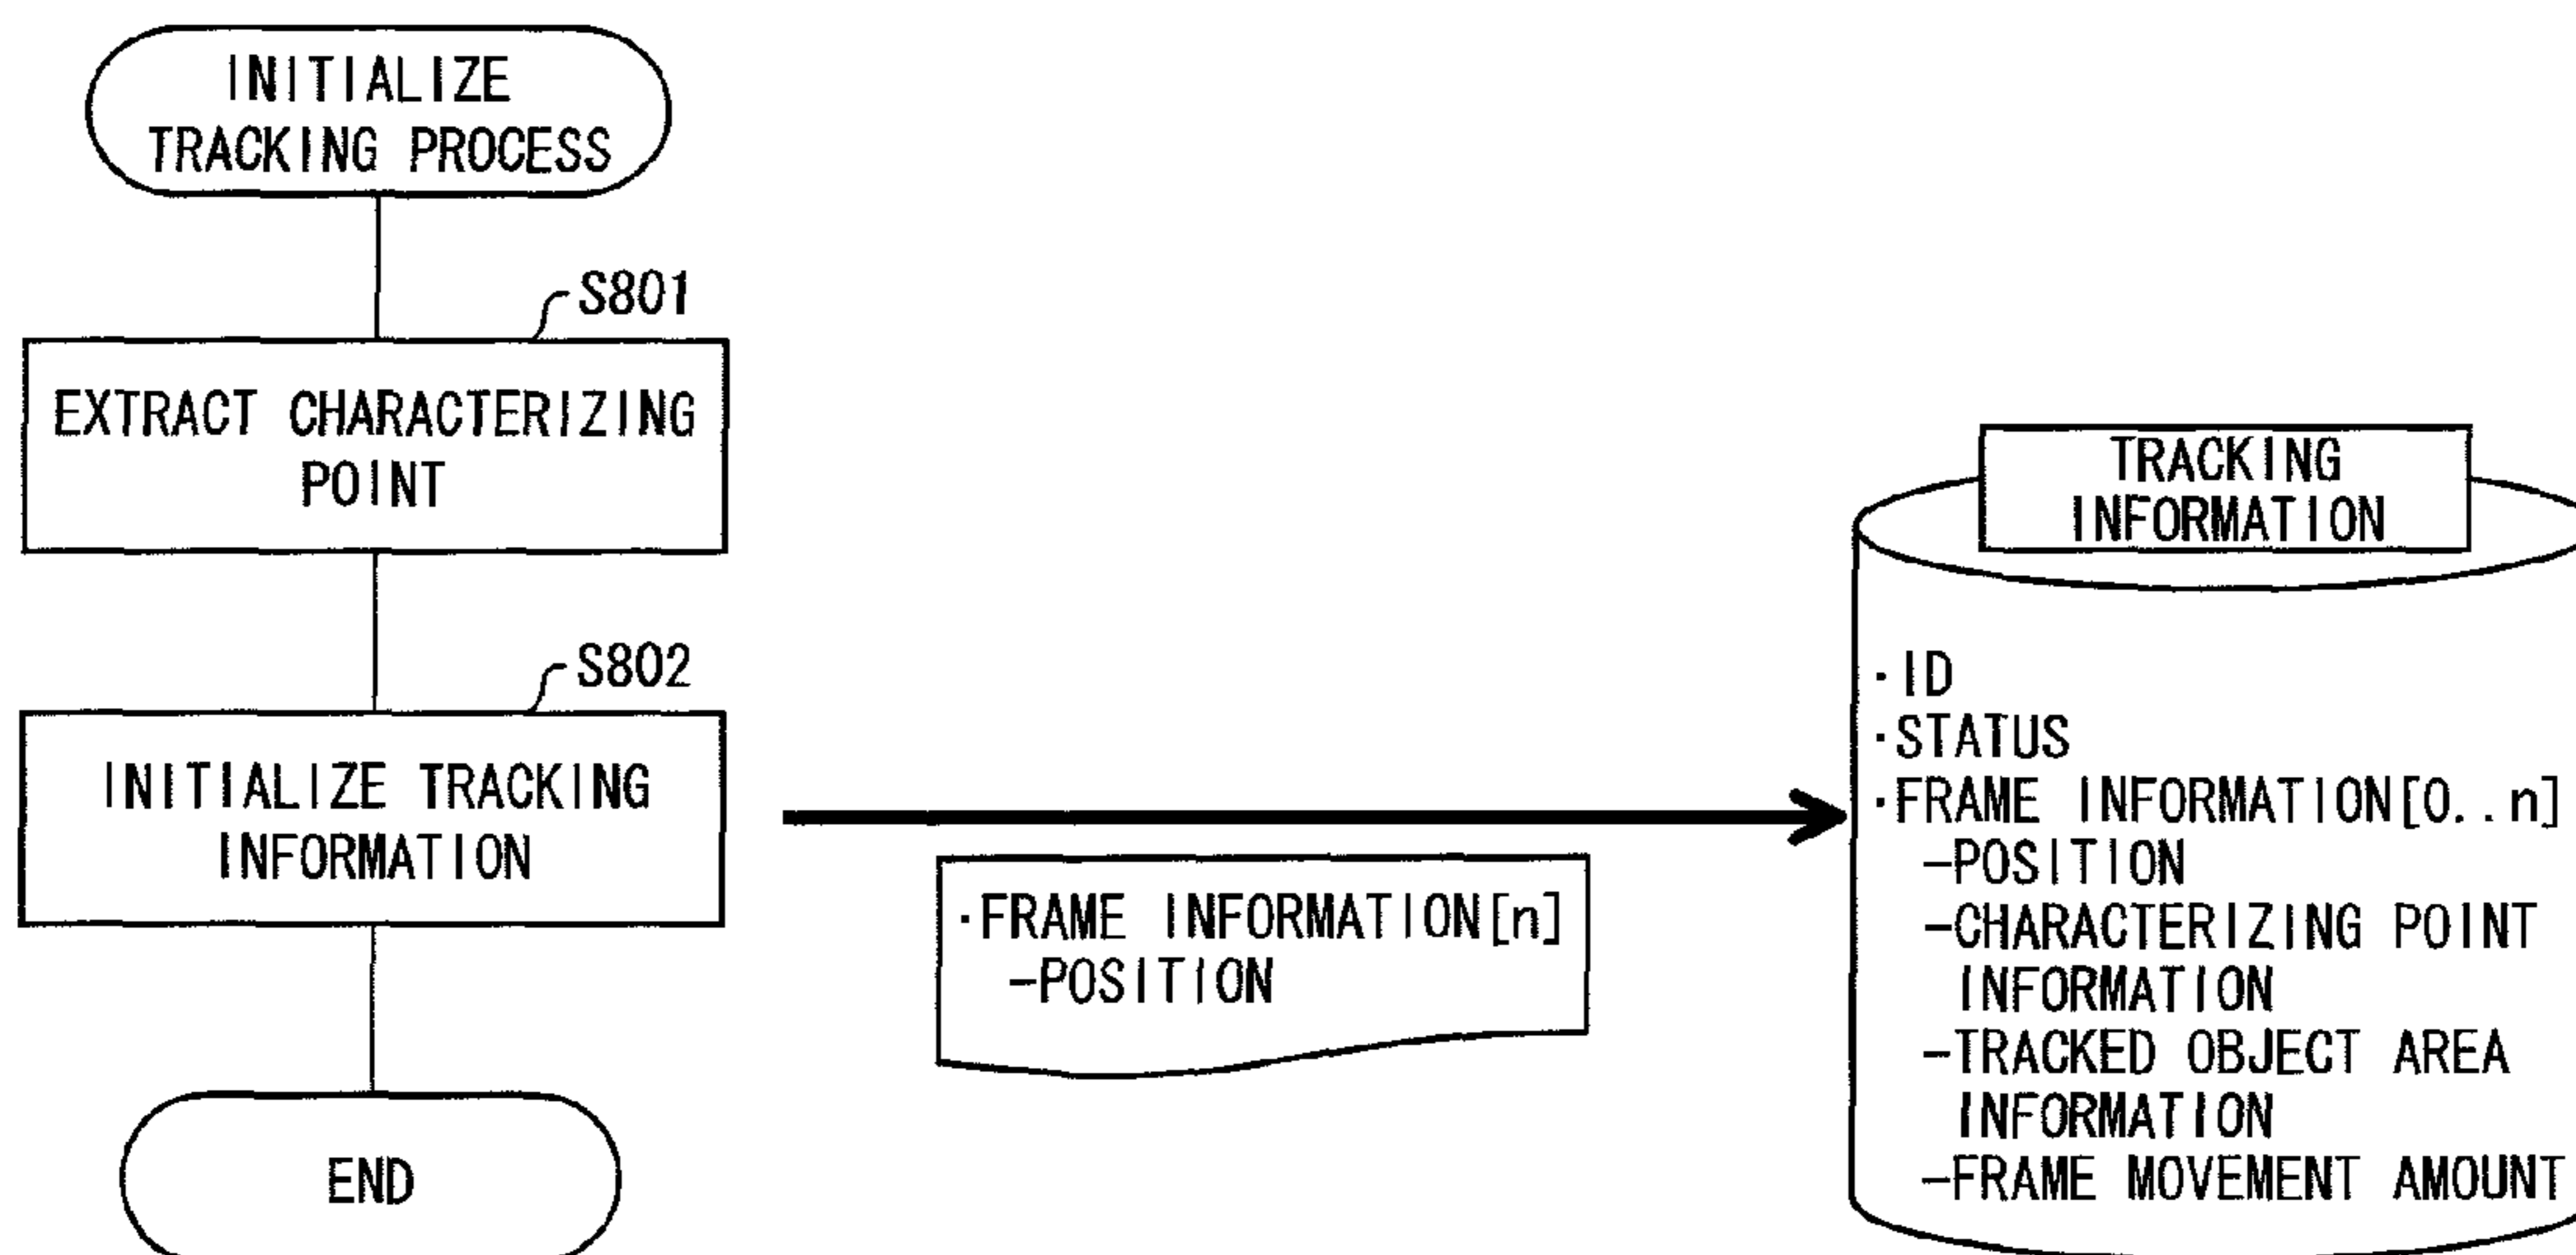 INITIALIZE
TRACKING PROCESS
S801
EXTRACT CHARACTERIZING
POINT
S802
INITIALIZE TRACKING
INFORMATION
END
·FRAME INFORMATION[n]
-POSITION
TRACKING
INFORMATION
·ID
·STATUS
·FRAME INFORMATION[0..n]
-POSITION
-CHARACTERIZING POINT
INFORMATION
-TRACKED OBJECT AREA
INFORMATION
-FRAME MOVEMENT AMOUNT